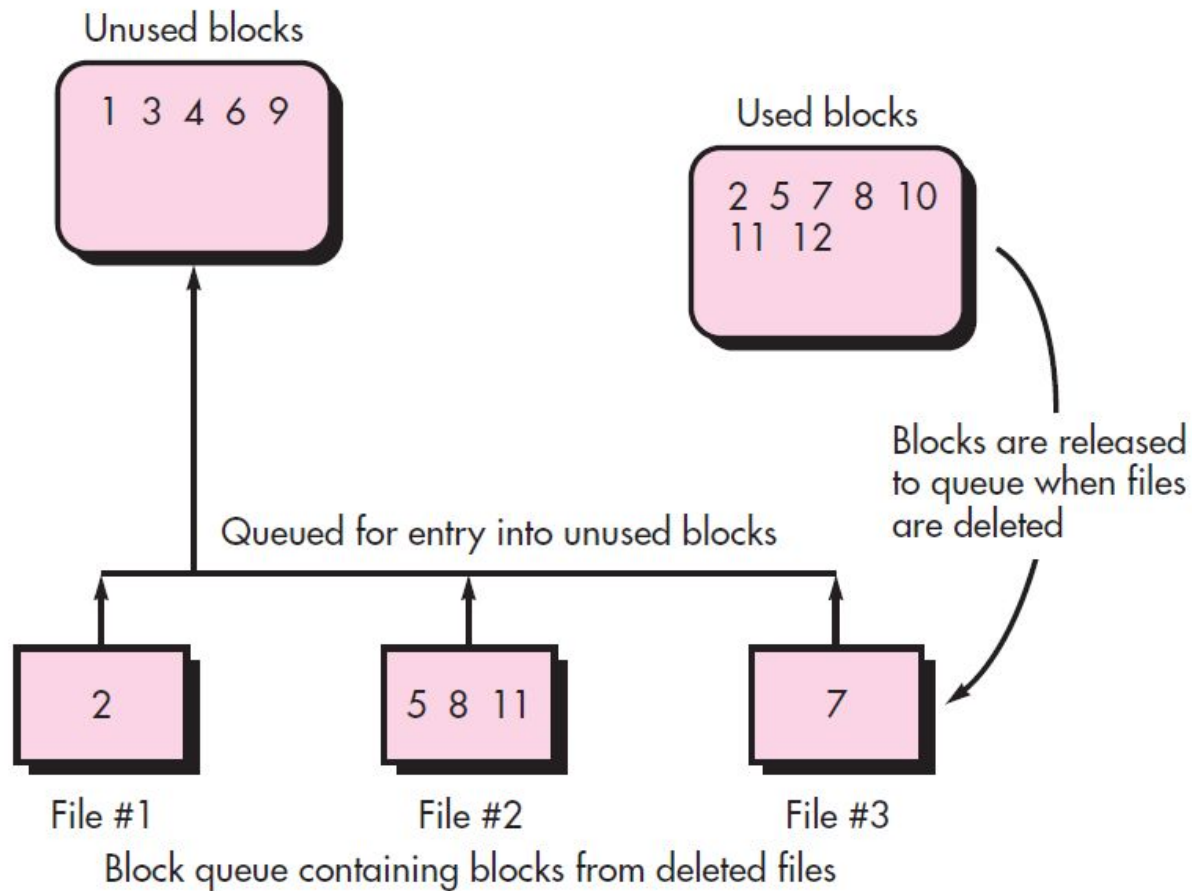 Unused blocks
1 3 4 6 9
Used blocks
2 5 7 8 10
11 12
Blocks are released
to queue when files
are deleted
Queued for entry into unused blocks
2
5 8 11
7
File #1
File #2
File #3
Block queue containing blocks from deleted files